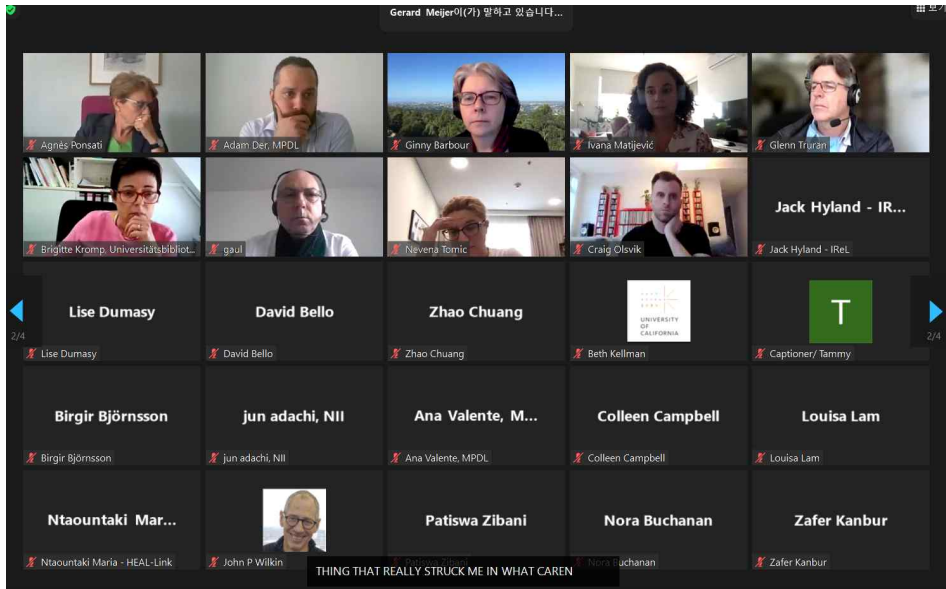 Gerard Meijer이(가) 말하고 있습니다...
보기
Agnès Ponsati
Adam Der, MPDL
Ginny Barbour
Ivana Matijević
Glenn Truran
Brigitte Kromp. Universitätsbibliot...
gaul
Nevena Tomic
Craig Olsvik
Jack Hyland - IR...
Jack Hyland - IReL
Lise Dumasy
David Bello
Zhao Chuang
UNIVERSITY
OF
CALIFORNIA
T
2/4
2/4
Lise Dumasy
David Bello
Zhao Chuang
Beth Kellman
Captioner/ Tammy
Birgir Björnsson
jun adachi, NII
Ana Valente, M...
Colleen Campbell
Louisa Lam
Birgir Björnsson
jun adachi, NII
Ana Valente, MPDL
Colleen Campbell
Louisa Lam
Ntaountaki Mar...
Patiswa Zibani
Nora Buchanan
Zafer Kanbur
Ntaountaki Maria - HEAL-Link
John P Wilkin
Patiswa Zibani
Nora Buchanan
Zafer Kanbur
THING THAT REALLY STRUCK ME IN WHAT CAREN